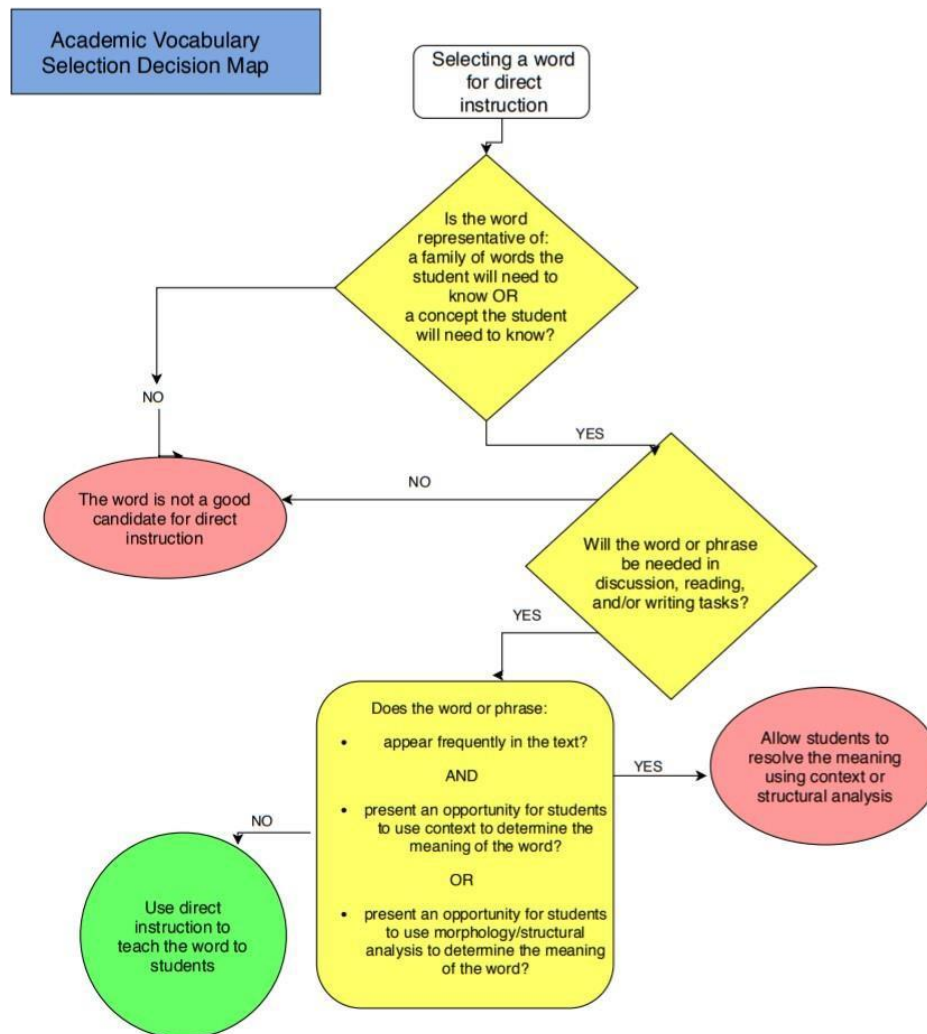 Academic Vocabulary
Selection Decision Map
Selecting a word
for direct
instruction
Is the word
representative of:
a family of words the
student will need to
know OR
a concept the student
will need to know?
NO
YES
NO
The word is not a good
candidate for direct
instruction
Will the word or phrase
be needed in
discussion, reading,
and/or writing tasks?
YES
Does the word or phrase:
• appear frequently in the text?
AND
• present an opportunity for students
to use context to determine the
meaning of the word?
OR
• present an opportunity for students
to use morphology/structural
analysis to determine the meaning
of the word?
YES
Allow students to
resolve the meaning
using context or
structural analysis
NO
Use direct
instruction to
teach the word to
students